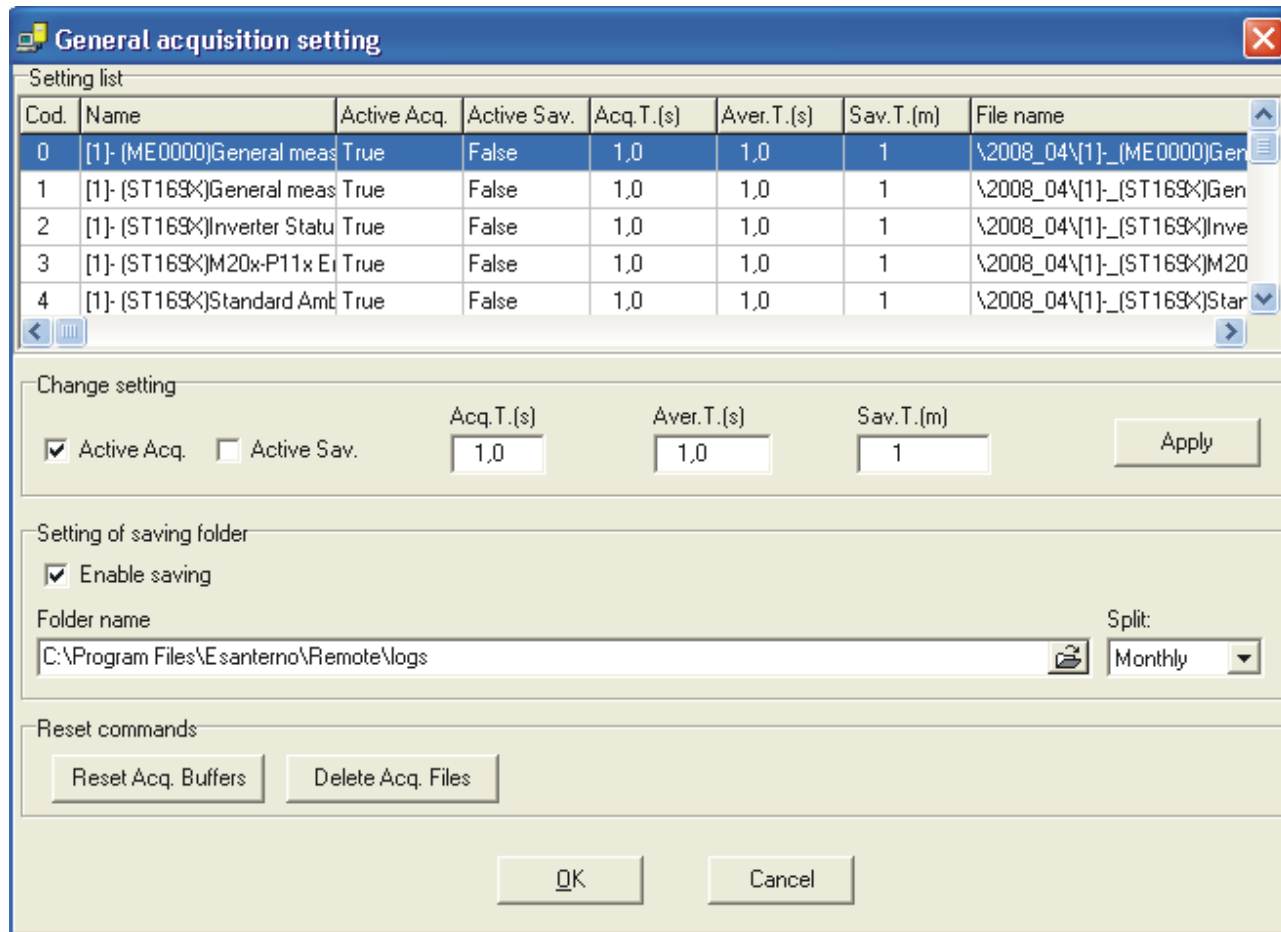 General acquisition setting
Setting list
Cod. Name Active Acq. Active Sav. Acq.T.(s) Aver.T.(s) Sav.T.(m) File name
0 [1]- (ME0000)General meas True False 1,0 1,0 1 \2008_04\[1]-_(ME0000)Gen
1 [1]- (ST169X)General meas True False 1,0 1,0 1 \2008_04\[1]-_(ST169X)Gen
2 [1]- (ST169X)Inverter Statu True False 1,0 1,0 1 \2008_04\[1]-_(ST169X)Inve
3 [1]- (ST169X)M20x-P11x Er True False 1,0 1,0 1 \2008_04\[1]-_(ST169X)M20
4 [1]- (ST169X)Standard Amb True False 1,0 1,0 1 \2008_04\[1]-_(ST169X)Star
Change setting
Acq.T.(s) Aver.T.(s) Sav.T.(m)
Active Acq. Active Sav. 1,0 1,0 1 Apply
Setting of saving folder
Enable saving
Folder name Split:
C:\Program Files\Esanterno\Remote\logs Monthly
Reset commands
Reset Acq. Buffers Delete Acq. Files
OK Cancel